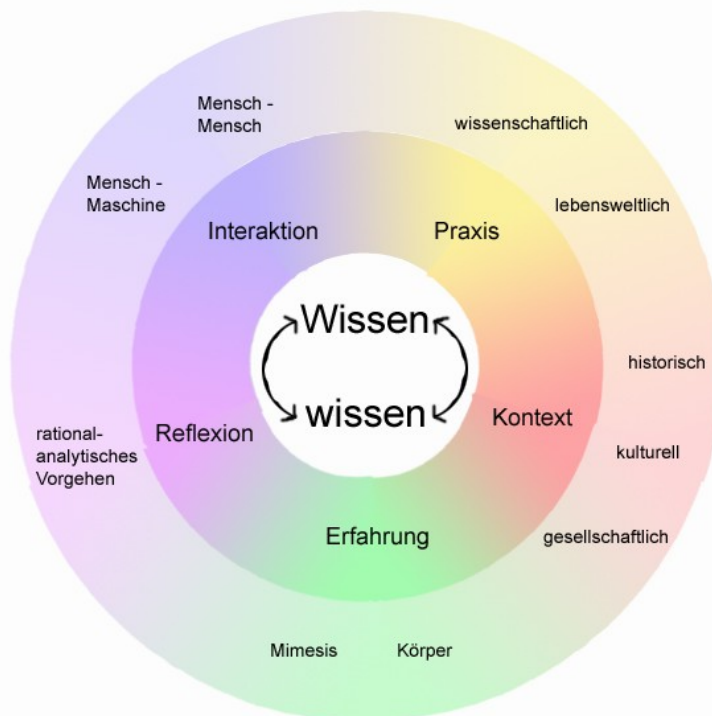 Mensch -
Mensch
wissenschaftlich
Mensch -
Maschine
lebensweltlich
Interaktion
Praxis
Wissen
historisch
wissen
Kontext
Reflexion
rational-
analytisches
Vorgehen
kulturell
Erfahrung
gesellschaftlich
Mimesis
Körper